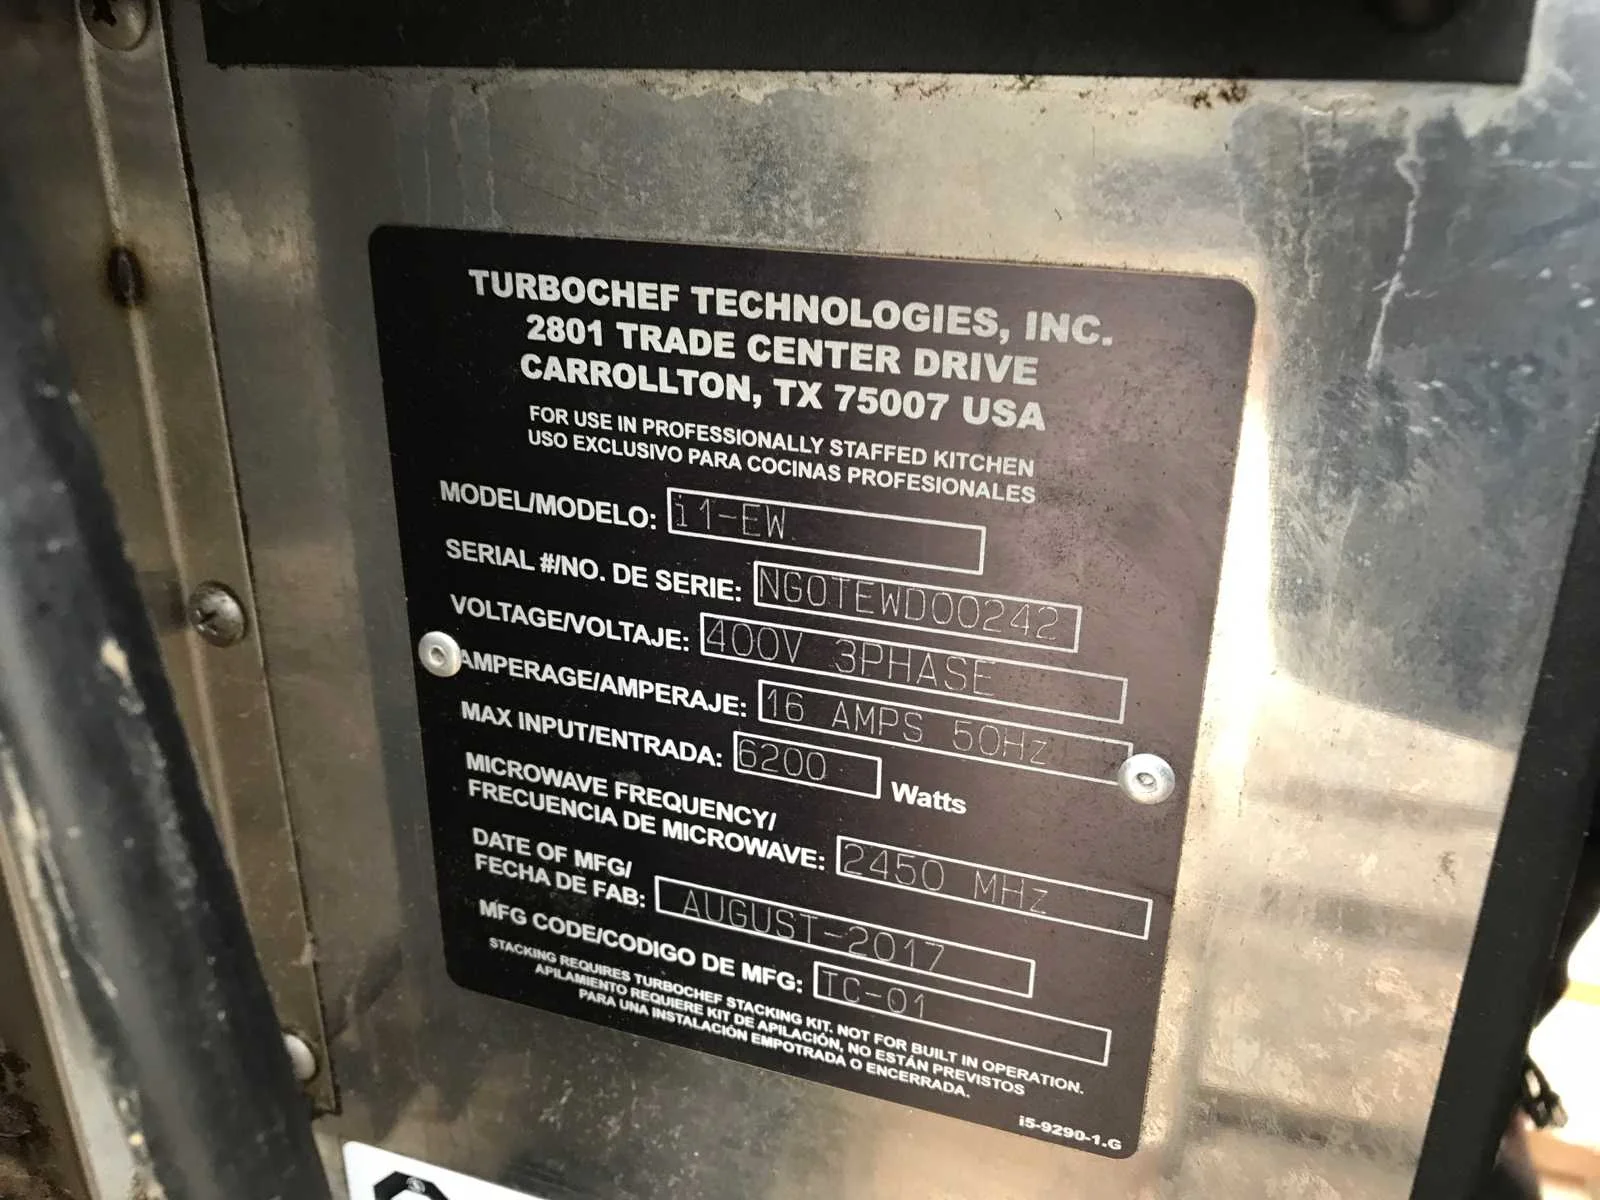 TURBOCHEF TECHNOLOGIES, INC.
2801 TRADE CENTER DRIVE
CARROLLTON, TX 75007 USA
FOR USE IN PROFESSIONALLY STAFFED KITCHEN
USO EXCLUSIVO PARA COCINAS PROFESIONALES
MODEL/MODELO: i1-EW
SERIAL #/NO. DE SERIE: NGOTEWD00242
VOLTAGE/VOLTAJE: 400V 3PHASE
AMPERAGE/AMPERAJE: 16 AMPS 50Hz
MAX INPUT/ENTRADA: 6200 Watts
MICROWAVE FREQUENCY/
FRECUENCIA DE MICROWAVE: 2450 MHz
DATE OF MFG/
FECHA DE FAB: AUGUST-2017
MFG CODE/CODIGO DE MFG: TC-01
STACKING REQUIRES TURBOCHEF STACKING KIT. NOT FOR BUILT IN OPERATION.
APILAMIENTO REQUIERE KIT DE APILACIÓN, NO ESTÁN PREVISTOS
PARA UNA INSTALACIÓN EMPOTRADA O ENCERRADA.
i5-9290-1.G